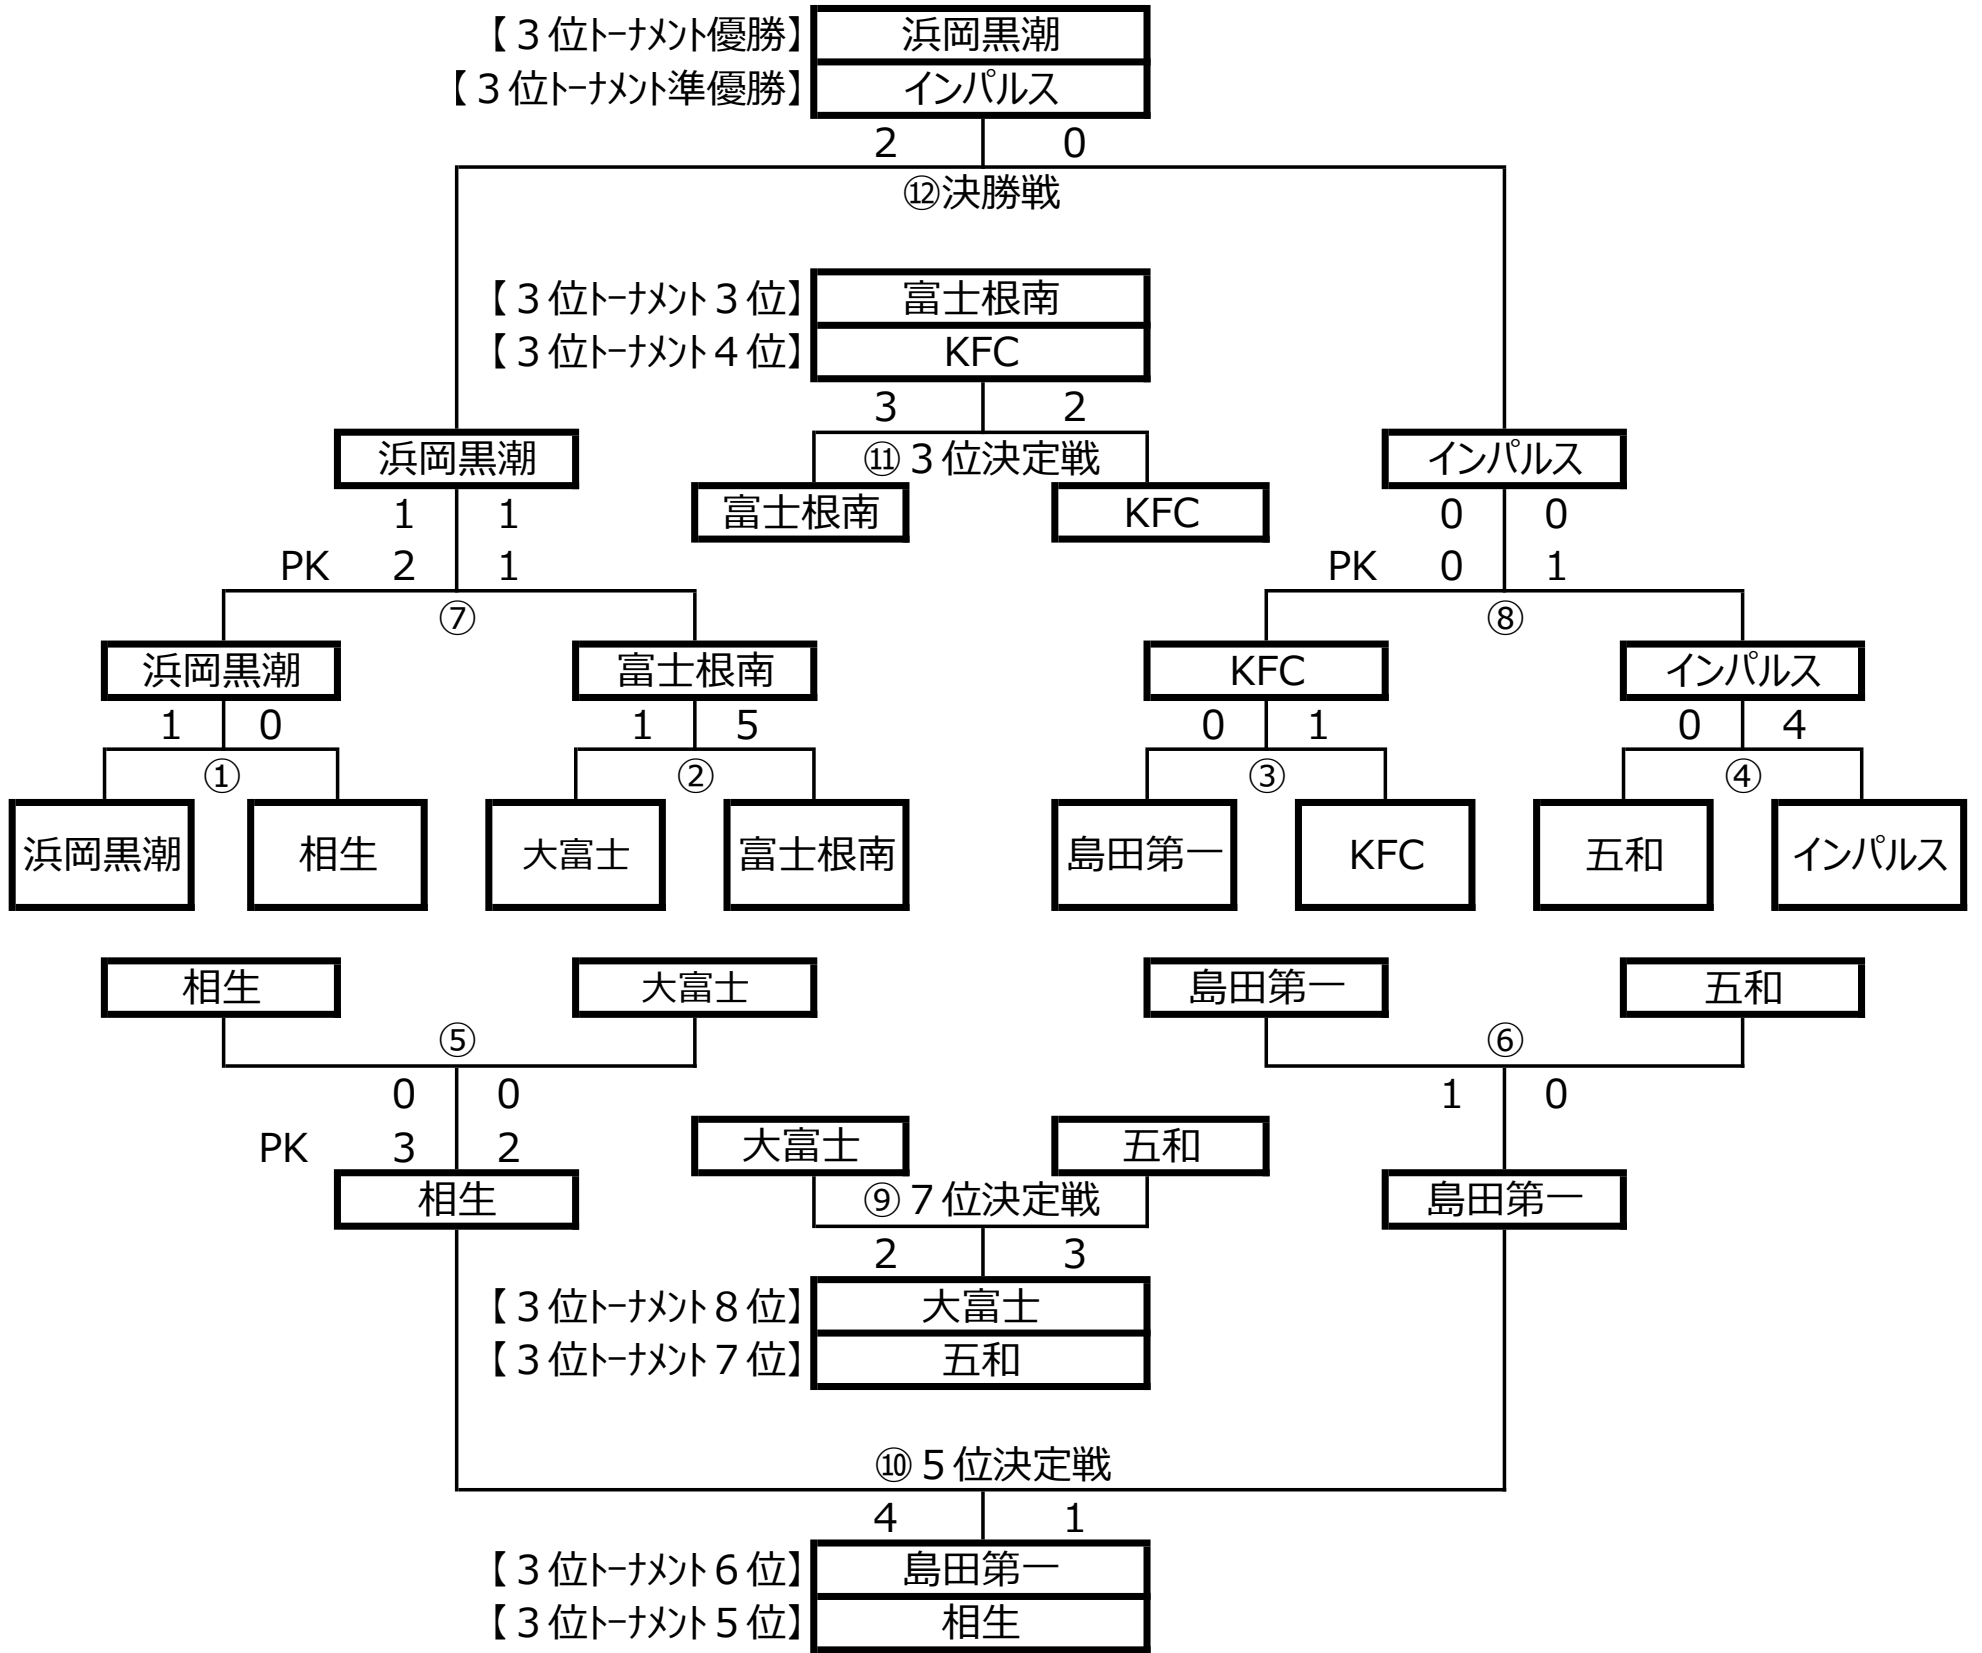 【３位ﾄｰﾅﾒﾝﾄ優勝】 浜岡黒潮
【３位ﾄｰﾅﾒﾝﾄ準優勝】 インパルス
2 0
⑫決勝戦
【３位ﾄｰﾅﾒﾝﾄ３位】 富士根南
【３位ﾄｰﾅﾒﾝﾄ４位】 KFC
3 2
浜岡黒潮 ⑪３位決定戦 インパルス
1 1 富士根南 KFC 0 0
PK 2 1 PK 0 1
⑦ ⑧
浜岡黒潮 富士根南 KFC インパルス
1 0 1 5 0 1 0 4
① ② ③ ④
浜岡黒潮 相生 大富士 富士根南 島田第一 KFC 五和 インパルス
相生 大富士 島田第一 五和
⑤ ⑥
0 0 1 0
PK 3 2 大富士 五和
相生 ⑨７位決定戦 島田第一
2 3
【３位ﾄｰﾅﾒﾝﾄ８位】 大富士
【３位ﾄｰﾅﾒﾝﾄ７位】 五和
⑩５位決定戦
4 1
【３位ﾄｰﾅﾒﾝﾄ６位】 島田第一
【３位ﾄｰﾅﾒﾝﾄ５位】 相生